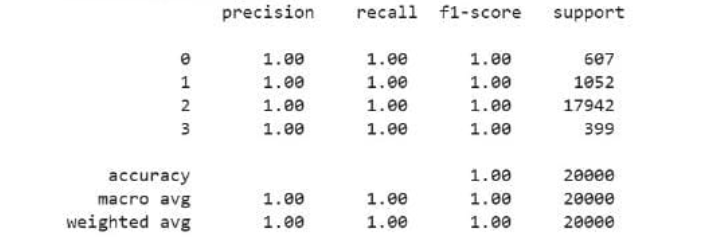 precision recall f1-score support
0 1.00 1.00 1.00 607
1 1.00 1.00 1.00 1052
2 1.00 1.00 1.00 17942
3 1.00 1.00 1.00 399
accuracy 1.00 20000
macro avg 1.00 1.00 1.00 20000
weighted avg 1.00 1.00 1.00 20000